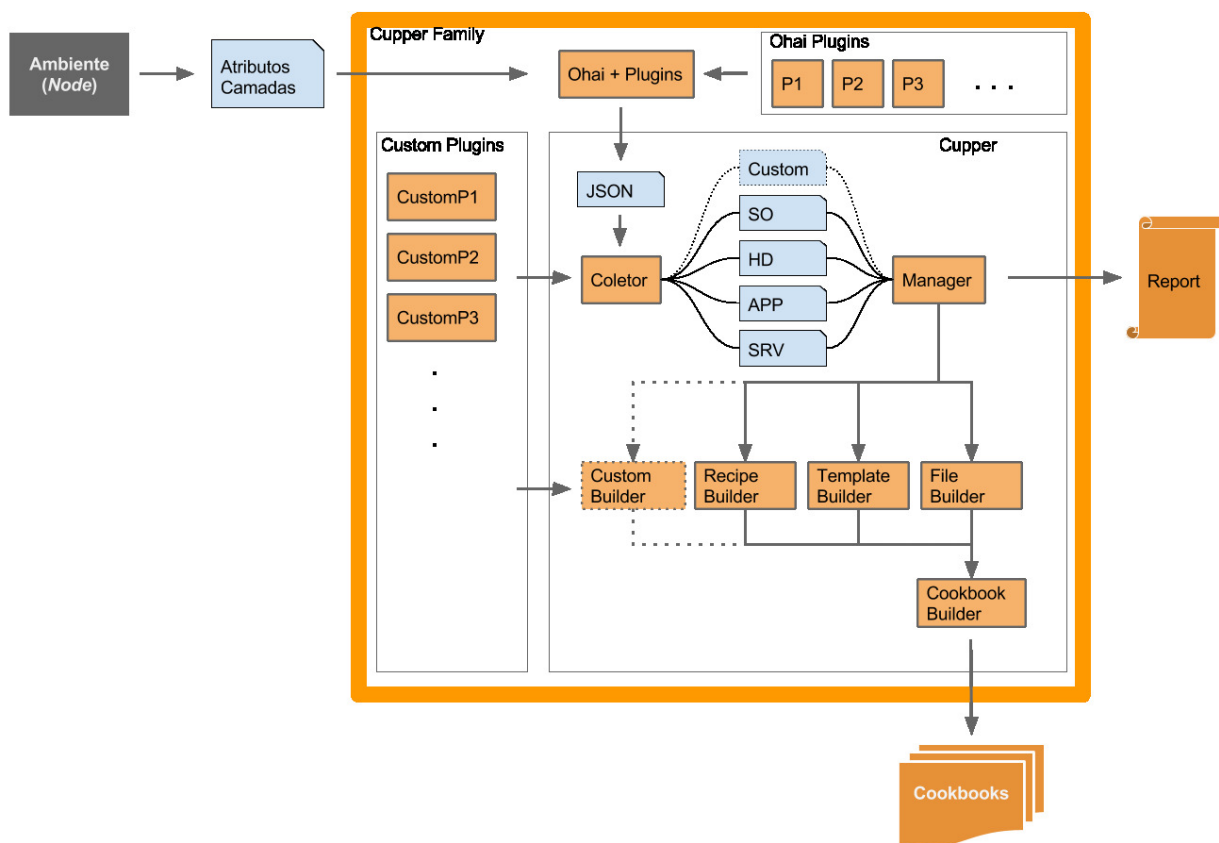 Cupper Family
Ohai Plugins
Ambiente
(Node)
Atributos
Camadas
Ohai + Plugins
P1
P2
P3
. . .
Custom Plugins
Cupper
CustomP1
CustomP2
CustomP3
.
.
.
JSON
Custom
SO
HD
APP
SRV
Coletor
Manager
Report
Custom
Builder
Recipe
Builder
Template
Builder
File
Builder
Cookbook
Builder
Cookbooks